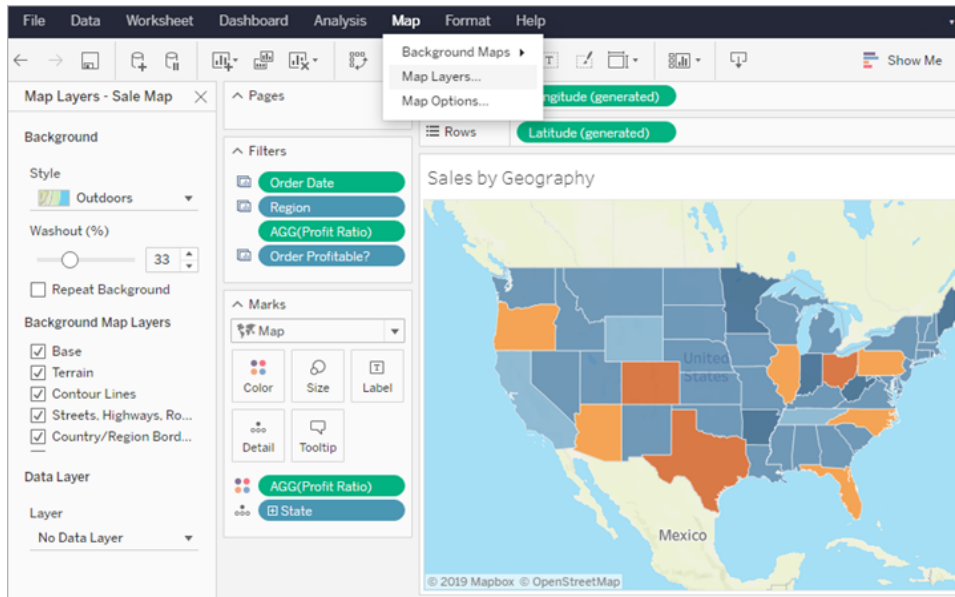 File Data Worksheet Dashboard Analysis Map Format Help
Background Maps
Map Layers...
Map Options...
Show Me
Map Layers - Sale Map
Background
Style
Outdoors
Washout (%)
33
Repeat Background
Background Map Layers
Base
Terrain
Contour Lines
Streets, Highways, Ro...
Country/Region Bord...
Data Layer
Layer
No Data Layer
Pages
Filters
Order Date
Region
AGG(Profit Ratio)
Order Profitable?
Marks
Map
Color Size Label
Detail Tooltip
AGG(Profit Ratio)
State
(generated)
Rows Latitude (generated)
Sales by Geography
United
States
Mexico
© 2019 Mapbox © OpenStreetMap